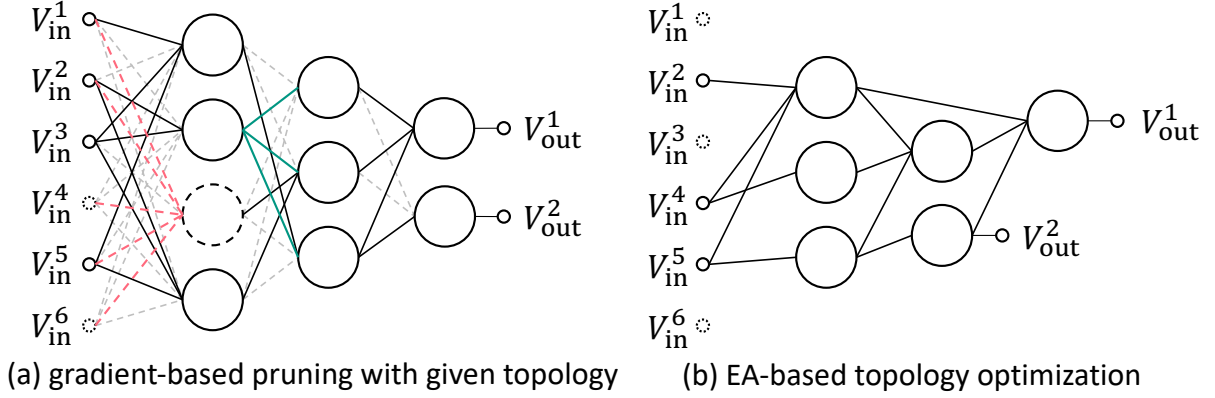 V_in^1
V_in^2
V_in^3
V_in^4
V_in^5
V_in^6
V_out^1
V_out^2
(a) gradient-based pruning with given topology
V_in^1
V_in^2
V_in^3
V_in^4
V_in^5
V_in^6
V_out^1
V_out^2
(b) EA-based topology optimization